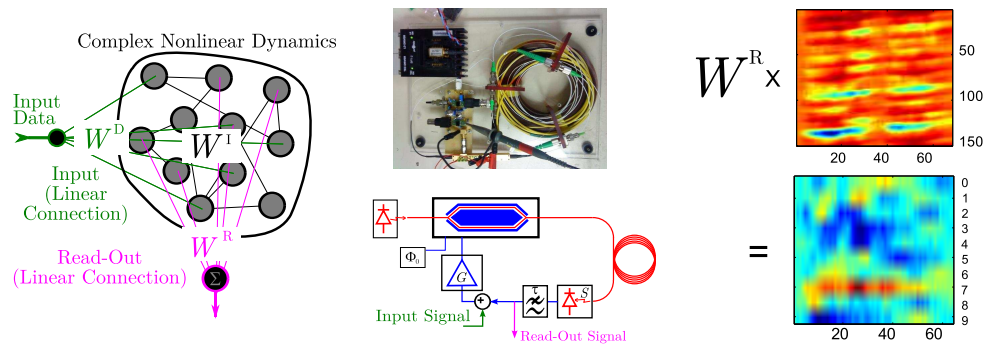 Complex Nonlinear Dynamics
Input
Data
W^D
W^I
Input
(Linear
Connection)
W^R
Read-Out
(Linear Connection)
Σ
Φ₀
G
+
τ
S
Input Signal
Read-Out Signal
W^R x
50
100
150
20 40 60
=
0
1
2
3
4
5
6
7
8
9
20 40 60